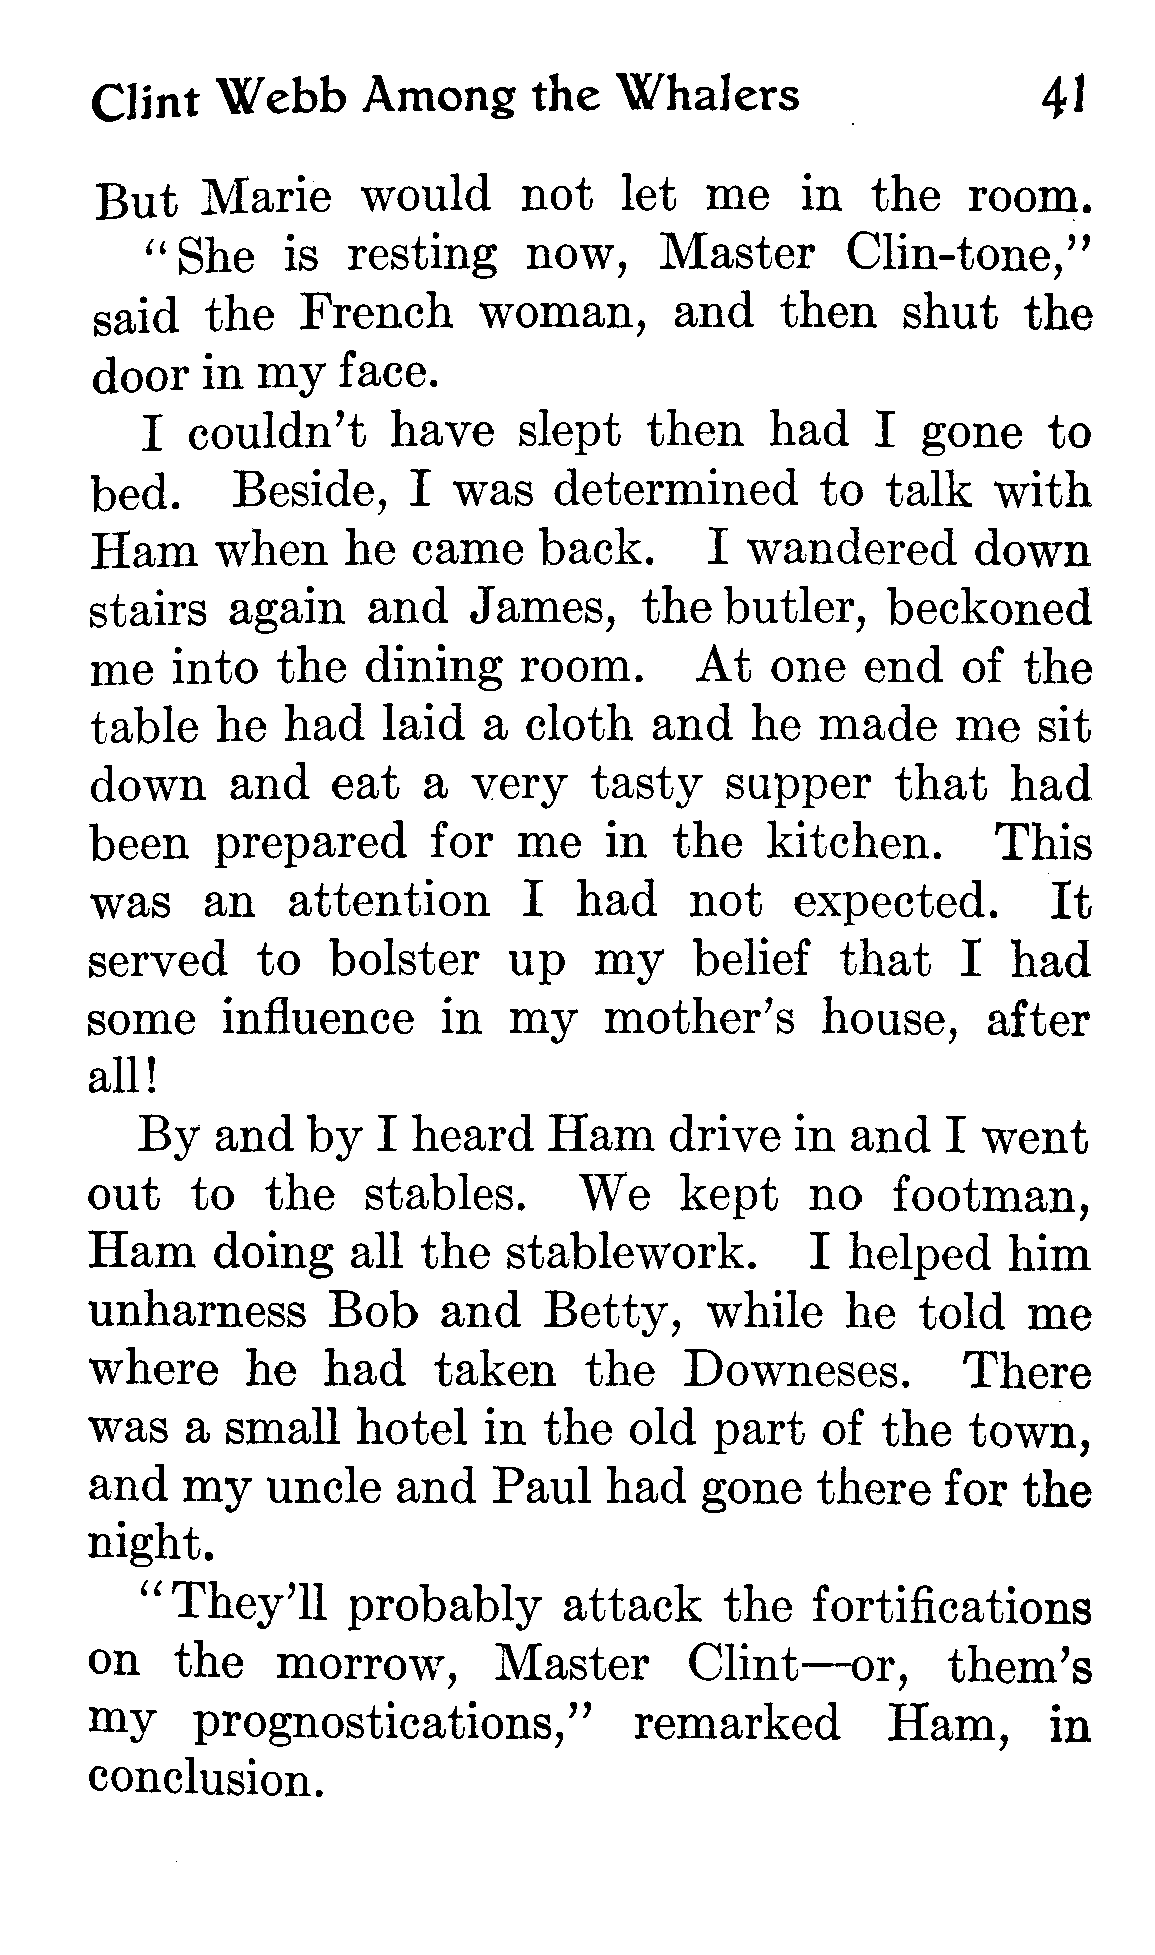 Clint Webb Among the Whalers 41
But Marie would not let me in the room.
"She is resting now, Master Clin-tone,"
said the French woman, and then shut the
door in my face.
I couldn't have slept then had I gone to
bed. Beside, I was determined to talk with
Ham when he came back. I wandered down
stairs again and James, the butler, beckoned
me into the dining room. At one end of the
table he had laid a cloth and he made me sit
down and eat a very tasty supper that had
been prepared for me in the kitchen. This
was an attention I had not expected. It
served to bolster up my belief that I had
some influence in my mother's house, after
all!
By and by I heard Ham drive in and I went
out to the stables. We kept no footman,
Ham doing all the stablework. I helped him
unharness Bob and Betty, while he told me
where he had taken the Downeses. There
was a small hotel in the old part of the town,
and my uncle and Paul had gone there for the
night.
"They'll probably attack the fortifications
on the morrow, Master Clint—or, them's
my prognostications," remarked Ham, in
conclusion.